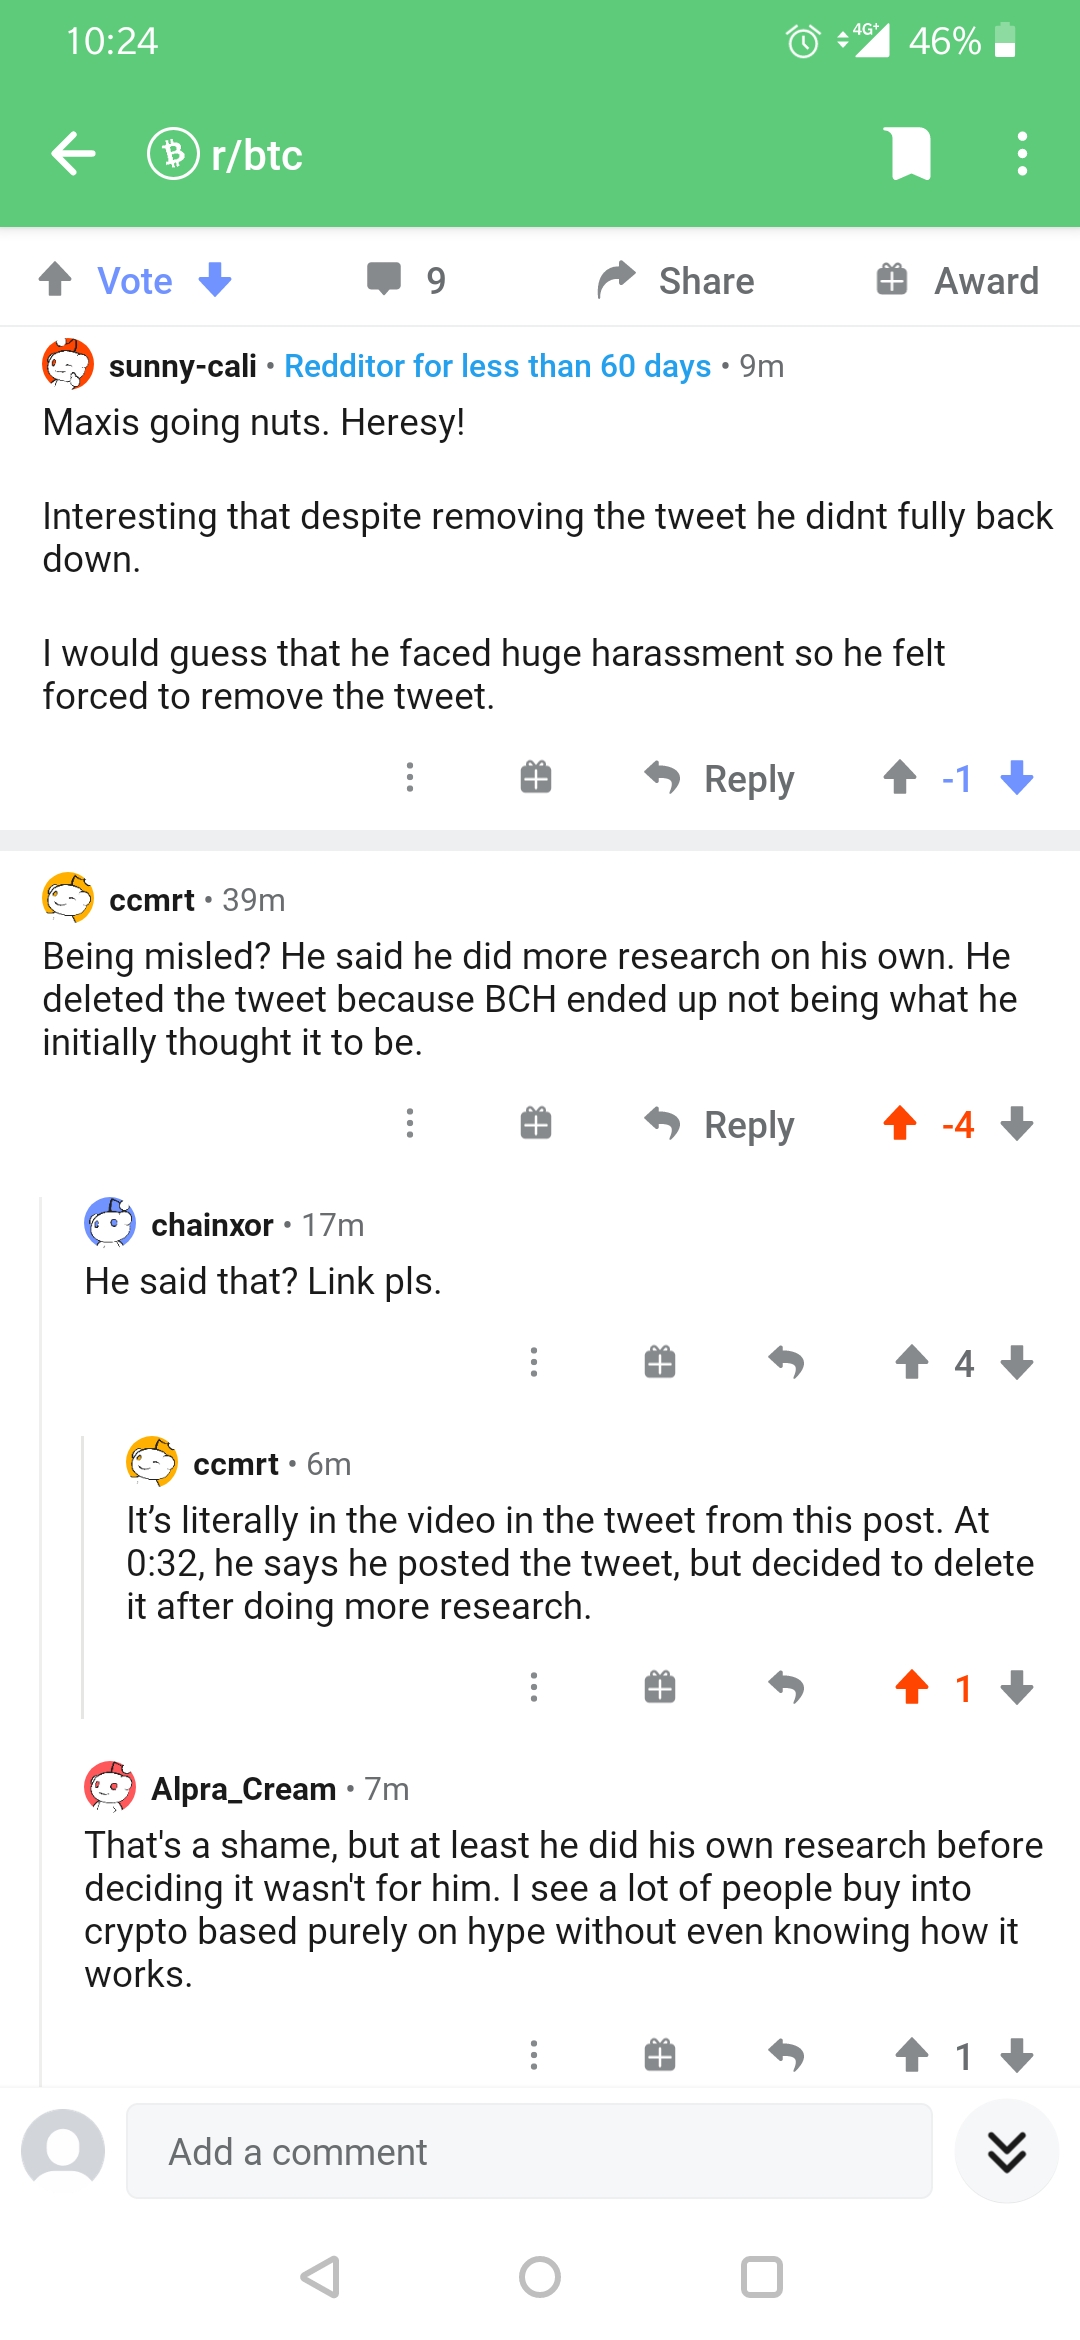 10:24
4G+ 46%
r/btc
Vote 9 Share Award
sunny-cali • Redditor for less than 60 days • 9m
Maxis going nuts. Heresy!
Interesting that despite removing the tweet he didnt fully back
down.
I would guess that he faced huge harassment so he felt
forced to remove the tweet.
Reply -1
ccmrt • 39m
Being misled? He said he did more research on his own. He
deleted the tweet because BCH ended up not being what he
initially thought it to be.
Reply -4
chainxor • 17m
He said that? Link pls.
4
ccmrt • 6m
It’s literally in the video in the tweet from this post. At
0:32, he says he posted the tweet, but decided to delete
it after doing more research.
1
Alpra_Cream • 7m
That's a shame, but at least he did his own research before
deciding it wasn't for him. I see a lot of people buy into
crypto based purely on hype without even knowing how it
works.
1
Add a comment